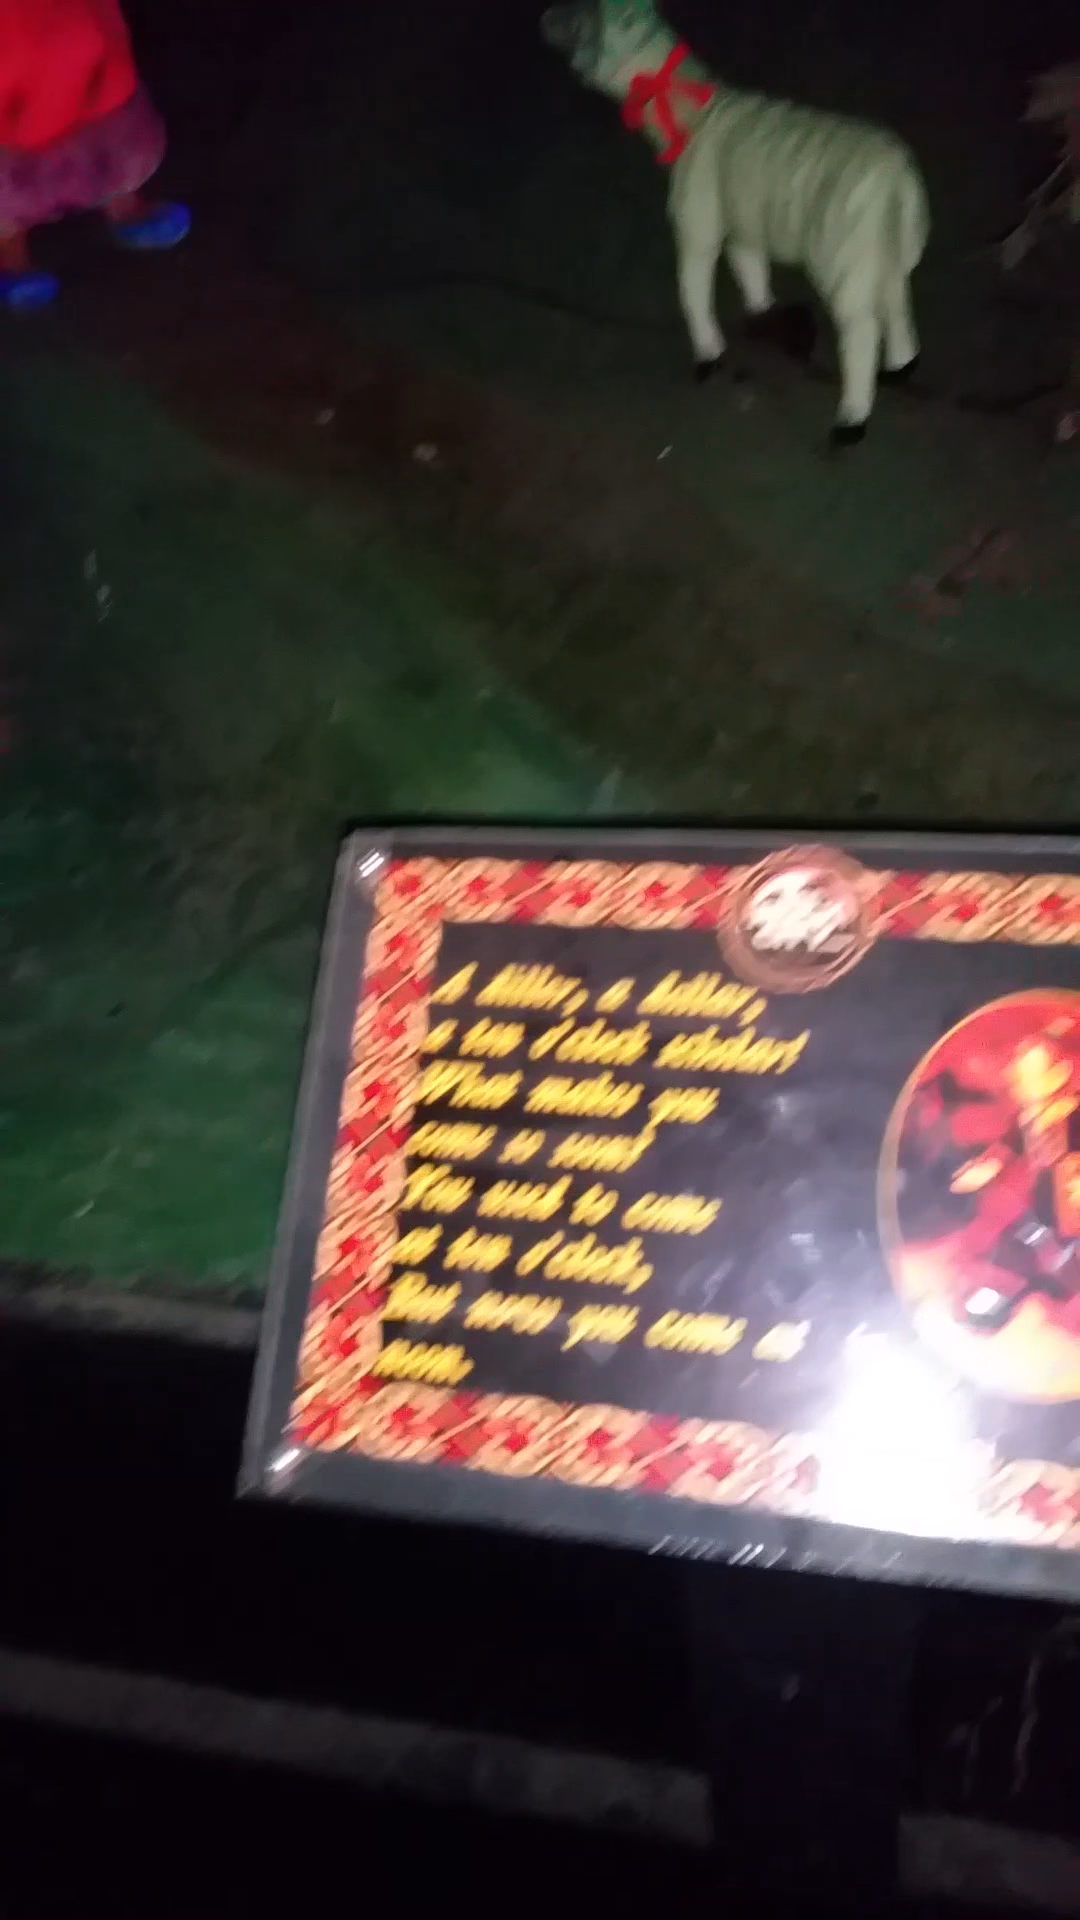 A diller, a dollar,
a ten o'clock scholar!
What makes you
come so soon?
You used to come
at ten o'clock,
But now you come at
noon.